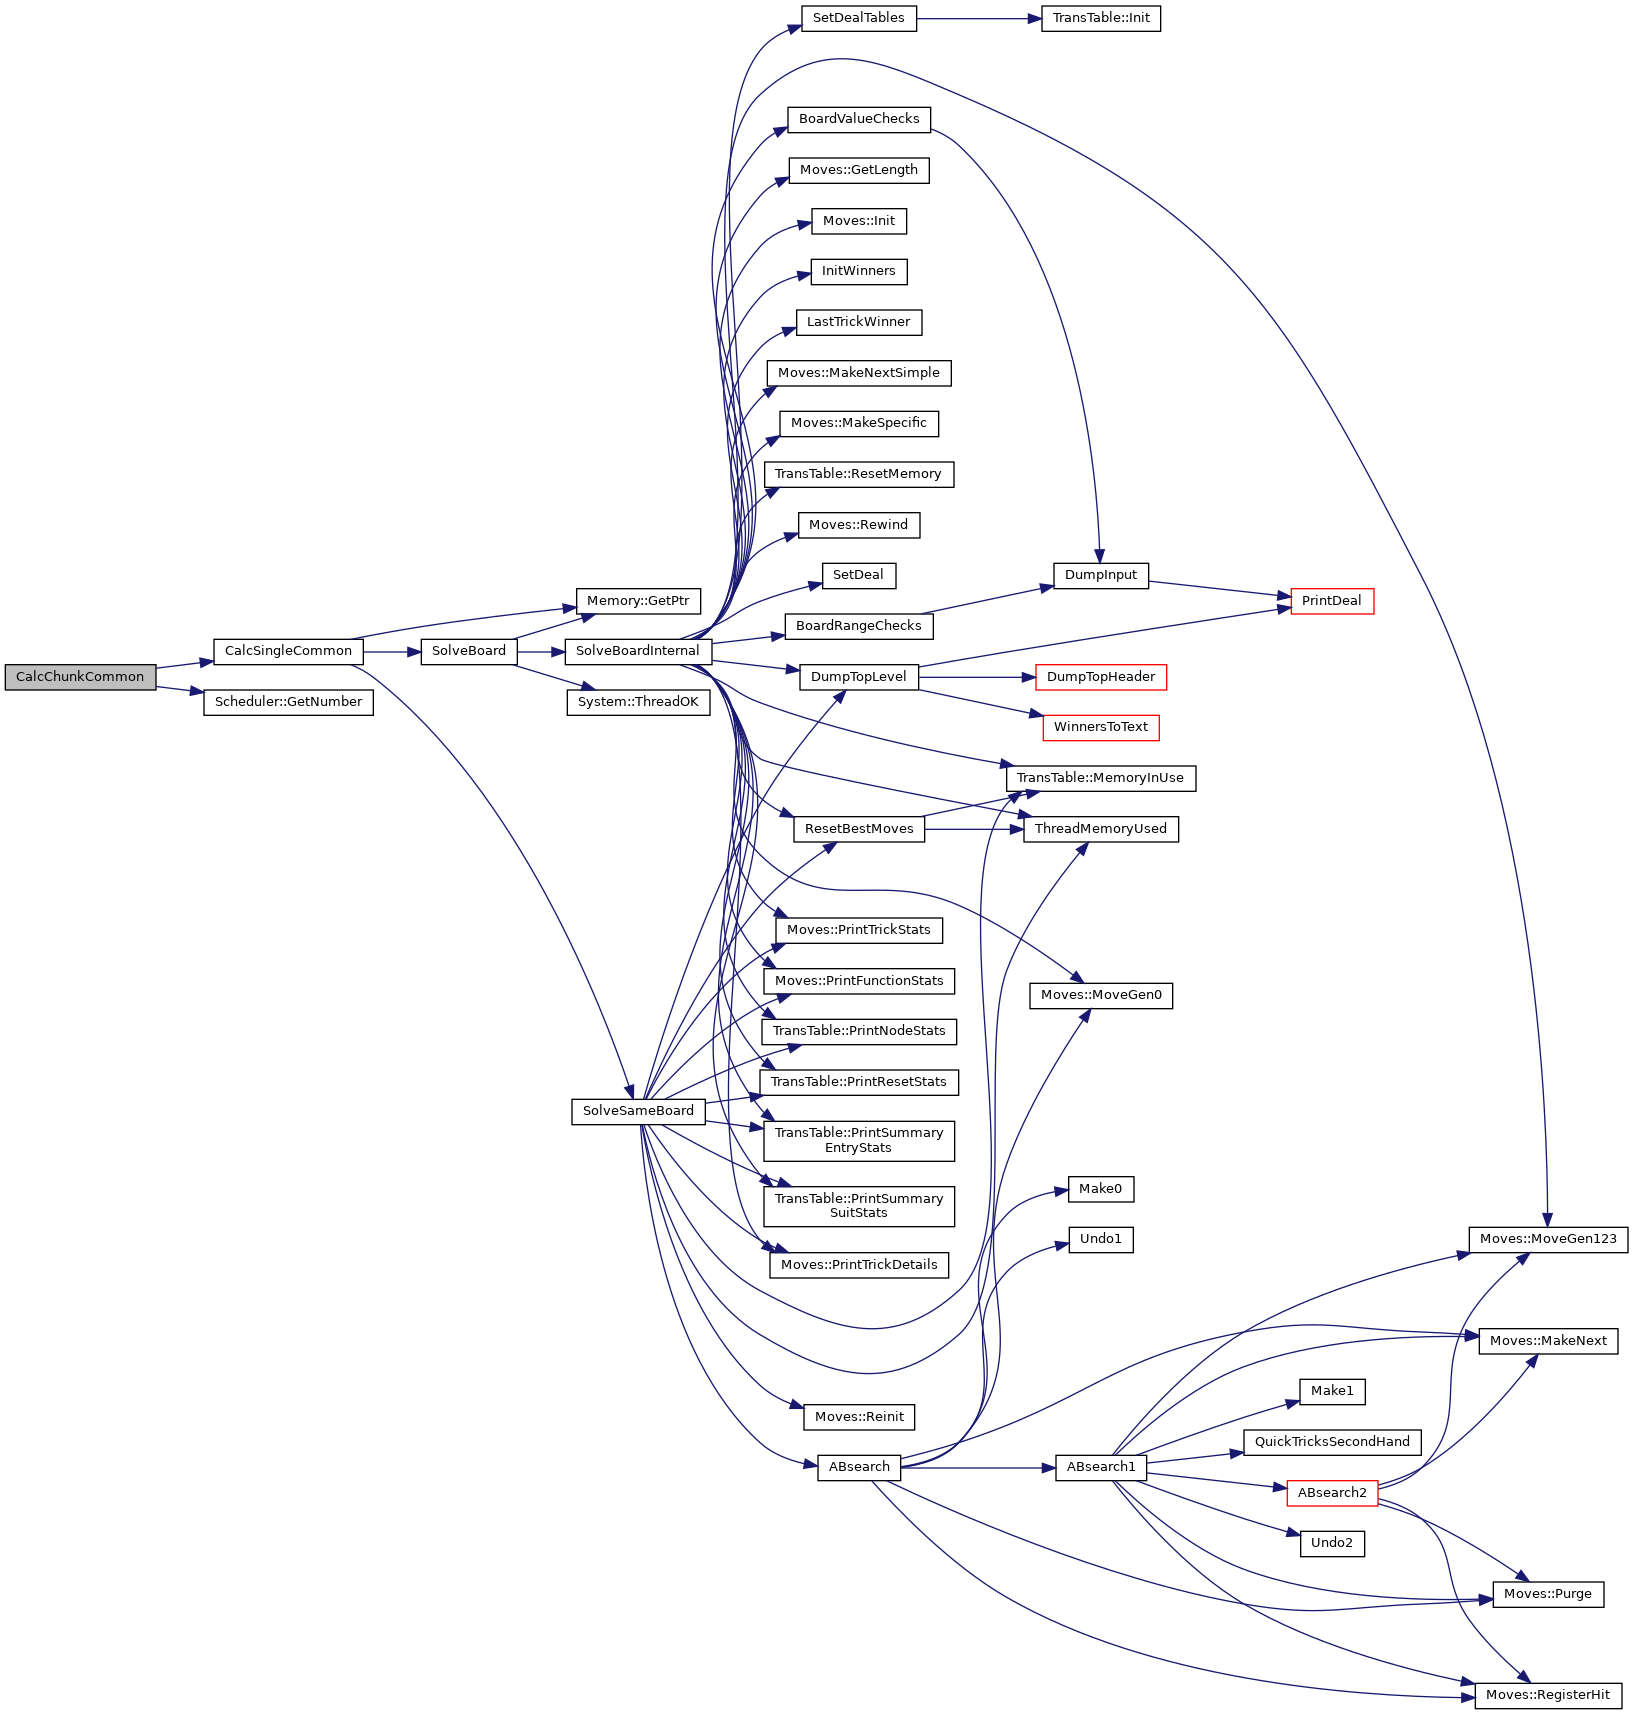 SetDealTables
TransTable::Init
BoardValueChecks
Moves::GetLength
Moves::Init
InitWinners
LastTrickWinner
Moves::MakeNextSimple
Moves::MakeSpecific
TransTable::ResetMemory
Moves::Rewind
SetDeal
DumpInput
Memory::GetPtr
PrintDeal
BoardRangeChecks
CalcSingleCommon
SolveBoard
SolveBoardInternal
CalcChunkCommon
DumpTopLevel
DumpTopHeader
Scheduler::GetNumber
System::ThreadOK
WinnersToText
TransTable::MemoryInUse
ResetBestMoves
ThreadMemoryUsed
Moves::PrintTrickStats
Moves::PrintFunctionStats
Moves::MoveGen0
TransTable::PrintNodeStats
TransTable::PrintResetStats
SolveSameBoard
TransTable::PrintSummary
EntryStats
TransTable::PrintSummary
SuitStats
Make0
Undo1
Moves::MoveGen123
Moves::PrintTrickDetails
Moves::MakeNext
Make1
Moves::Reinit
QuickTricksSecondHand
ABsearch
ABsearch1
ABsearch2
Undo2
Moves::Purge
Moves::RegisterHit